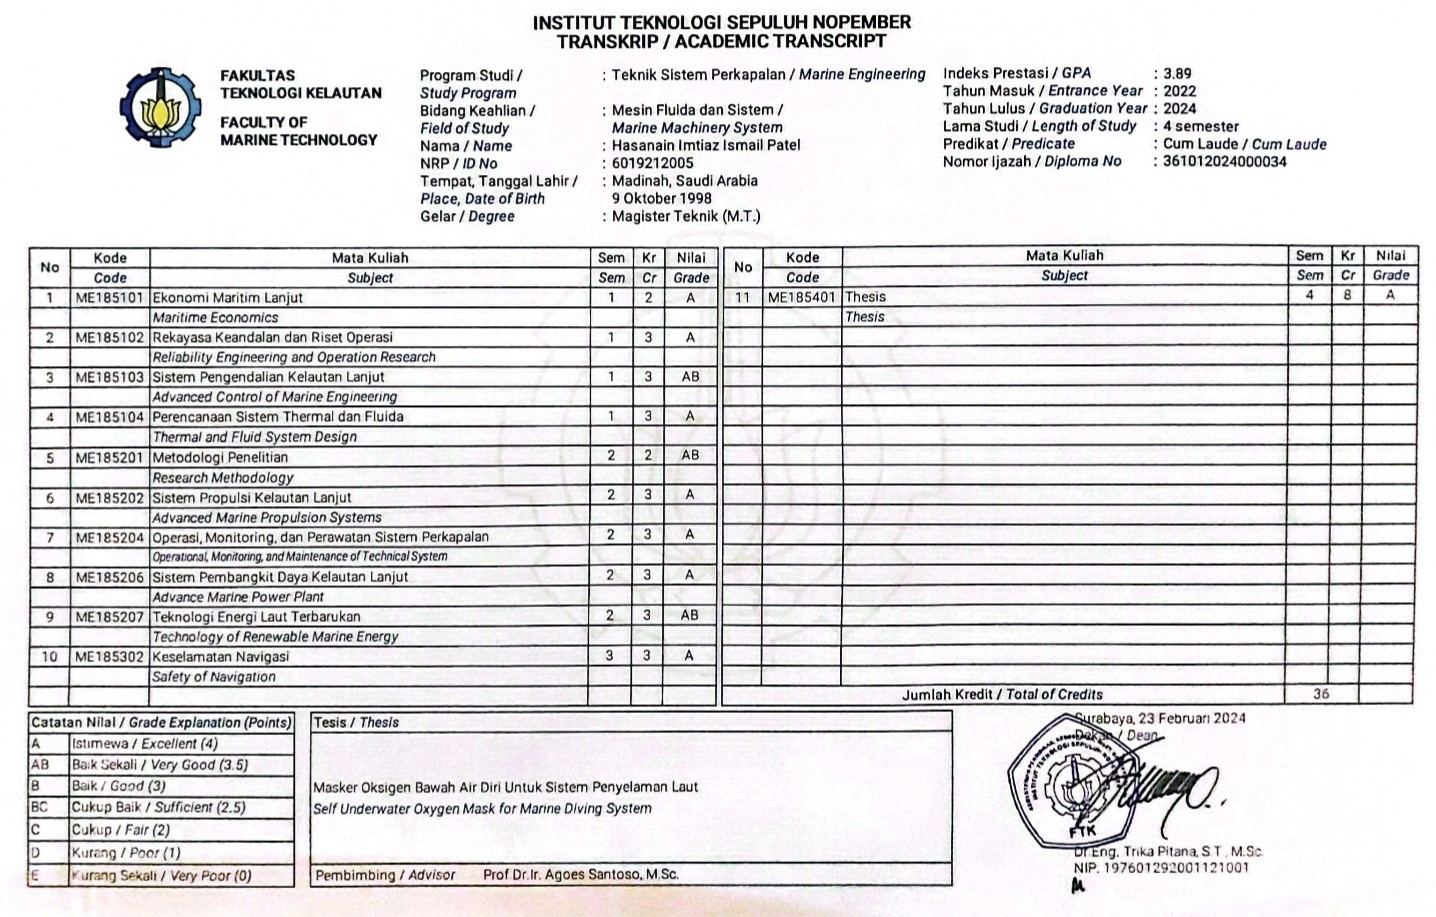 INSTITUT TEKNOLOGI SEPULUH NOPEMBER
TRANSKRIP / ACADEMIC TRANSCRIPT
FAKULTAS
TEKNOLOGI KELAUTAN
FACULTY OF
MARINE TECHNOLOGY
Program Studi / : Teknik Sistem Perkapalan / Marine Engineering
Study Program
Bidang Keahlian / : Mesin Fluida dan Sistem /
Field of Study Marine Machinery System
Nama / Name : Hasanain Imtiaz Ismail Patel
NRP / ID No : 6019212005
Tempat, Tanggal Lahir / : Madinah, Saudi Arabia
Place, Date of Birth 9 Oktober 1998
Gelar / Degree : Magister Teknik (M.T.)
Indeks Prestasi / GPA : 3.89
Tahun Masuk / Entrance Year : 2022
Tahun Lulus / Graduation Year : 2024
Lama Studi / Length of Study : 4 semester
Predikat / Predicate : Cum Laude / Cum Laude
Nomor Ijazah / Diploma No : 361012024000034
No Kode Mata Kuliah Sem Kr Nilai
Code Subject Sem Cr Grade
1 ME185101 Ekonomi Maritim Lanjut 1 2 A
Maritime Economics
2 ME185102 Rekayasa Keandalan dan Riset Operasi 1 3 A
Reliability Engineering and Operation Research
3 ME185103 Sistem Pengendalian Kelautan Lanjut 1 3 AB
Advanced Control of Marine Engineering
4 ME185104 Perencanaan Sistem Thermal dan Fluida 1 3 A
Thermal and Fluid System Design
5 ME185201 Metodologi Penelitian 2 2 AB
Research Methodology
6 ME185202 Sistem Propulsi Kelautan Lanjut 2 3 A
Advanced Marine Propulsion Systems
7 ME185204 Operasi, Monitoring, dan Perawatan Sistem Perkapalan 2 3 A
Operational, Monitoring, and Maintenance of Technical System
8 ME185206 Sistem Pembangkit Daya Kelautan Lanjut 2 3 A
Advance Marine Power Plant
9 ME185207 Teknologi Energi Laut Terbarukan 2 3 AB
Technology of Renewable Marine Energy
10 ME185302 Keselamatan Navigasi 3 3 A
Safety of Navigation
No Kode Mata Kuliah Sem Kr Nilai
Code Subject Sem Cr Grade
11 ME185401 Thesis 4 8 A
Thesis
Jumlah Kredit / Total of Credits 36
Catatan Nilai / Grade Explanation (Points)
A Istimewa / Excellent (4)
AB Baik Sekali / Very Good (3.5)
B Baik / Good (3)
BC Cukup Baik / Sufficient (2.5)
C Cukup / Fair (2)
D Kurang / Poor (1)
E Kurang Sekali / Very Poor (0)
Tesis / Thesis
Masker Oksigen Bawah Air Diri Untuk Sistem Penyelaman Laut
Self Underwater Oxygen Mask for Marine Diving System
Pembimbing / Advisor Prof.Dr.Ir. Agoes Santoso, M.Sc.
Surabaya, 23 Februari 2024
Dekan / Dean
FTK
Dr.Eng. Trika Pitana, S.T., M.Sc.
NIP. 197601292001121001